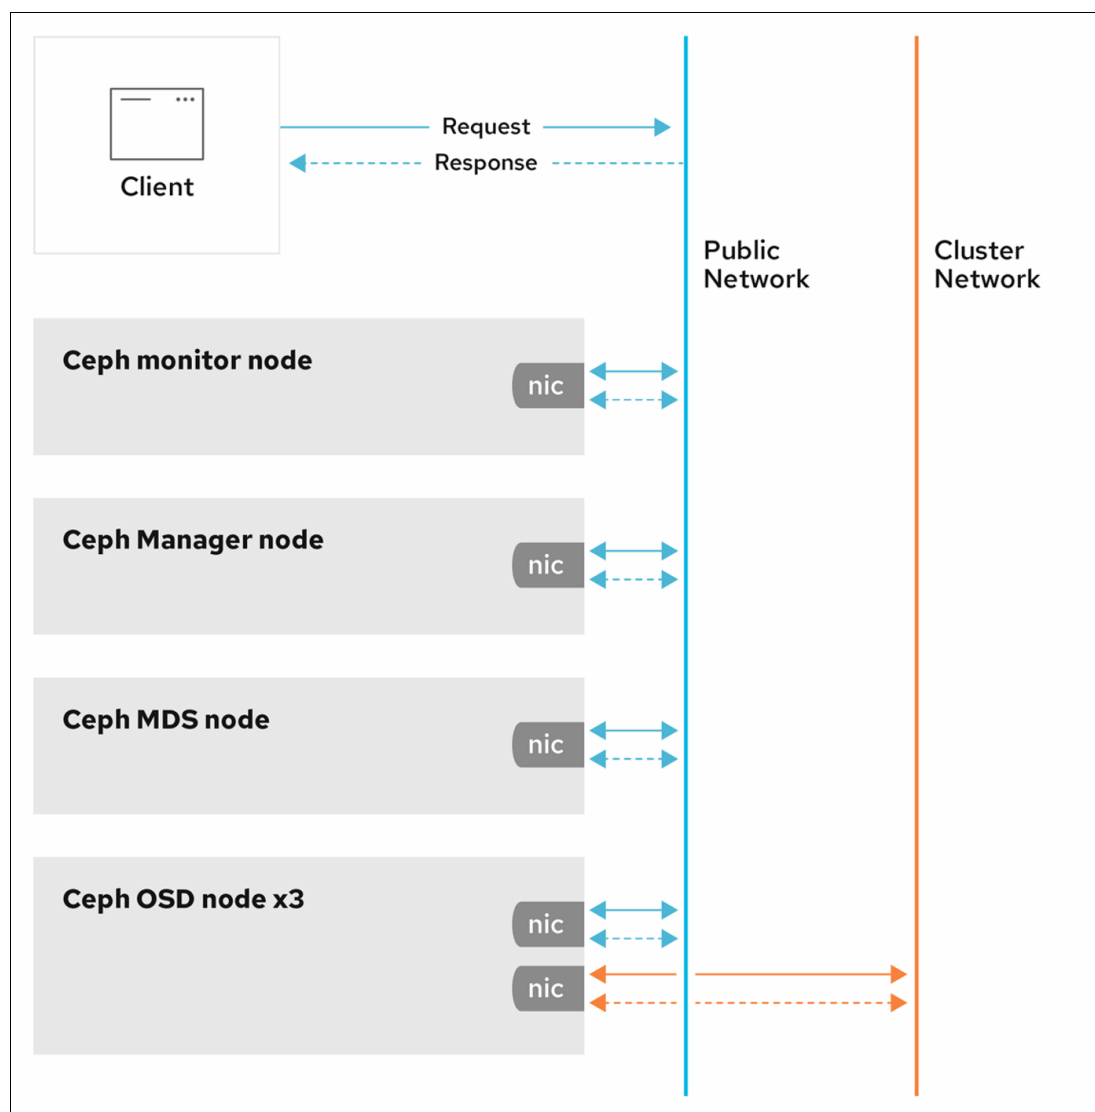 Request
Response
Client
Public
Network
Cluster
Network
Ceph monitor node
nic
Ceph Manager node
nic
Ceph MDS node
nic
Ceph OSD node x3
nic
nic